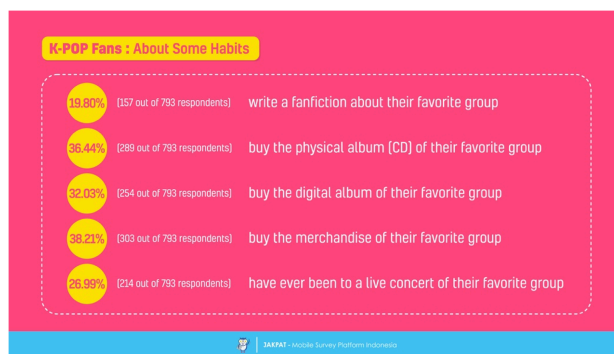 K-POP Fans : About Some Habits
19.80% (157 out of 793 respondents) write a fanfiction about their favorite group
36.44% (289 out of 793 respondents) buy the physical album (CD) of their favorite group
32.03% (254 out of 793 respondents) buy the digital album of their favorite group
38.21% (303 out of 793 respondents) buy the merchandise of their favorite group
26.99% (214 out of 793 respondents) have ever been to a live concert of their favorite group
JAKPAT - Mobile Survey Platform Indonesia